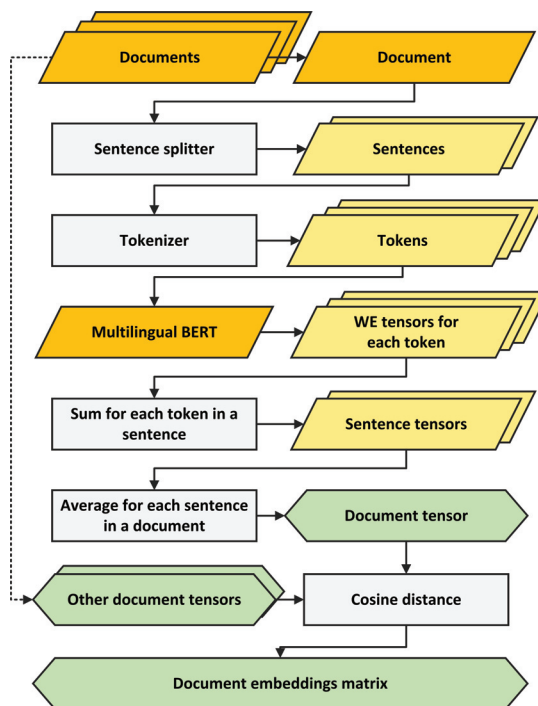 Documents
Document
Sentence splitter
Sentences
Tokenizer
Tokens
Multilingual BERT
WE tensors for
each token
Sum for each token in a
sentence
Sentence tensors
Average for each sentence
in a document
Document tensor
Other document tensors
Cosine distance
Document embeddings matrix